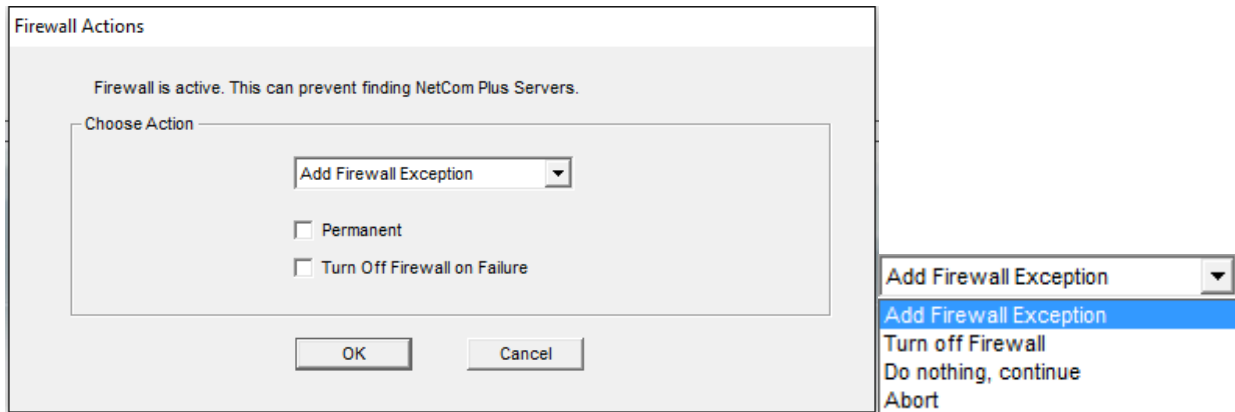 Firewall Actions
Firewall is active. This can prevent finding NetCom Plus Servers.
Choose Action
Add Firewall Exception
Permanent
Turn Off Firewall on Failure
OK Cancel
Add Firewall Exception
Add Firewall Exception
Turn off Firewall
Do nothing, continue
Abort